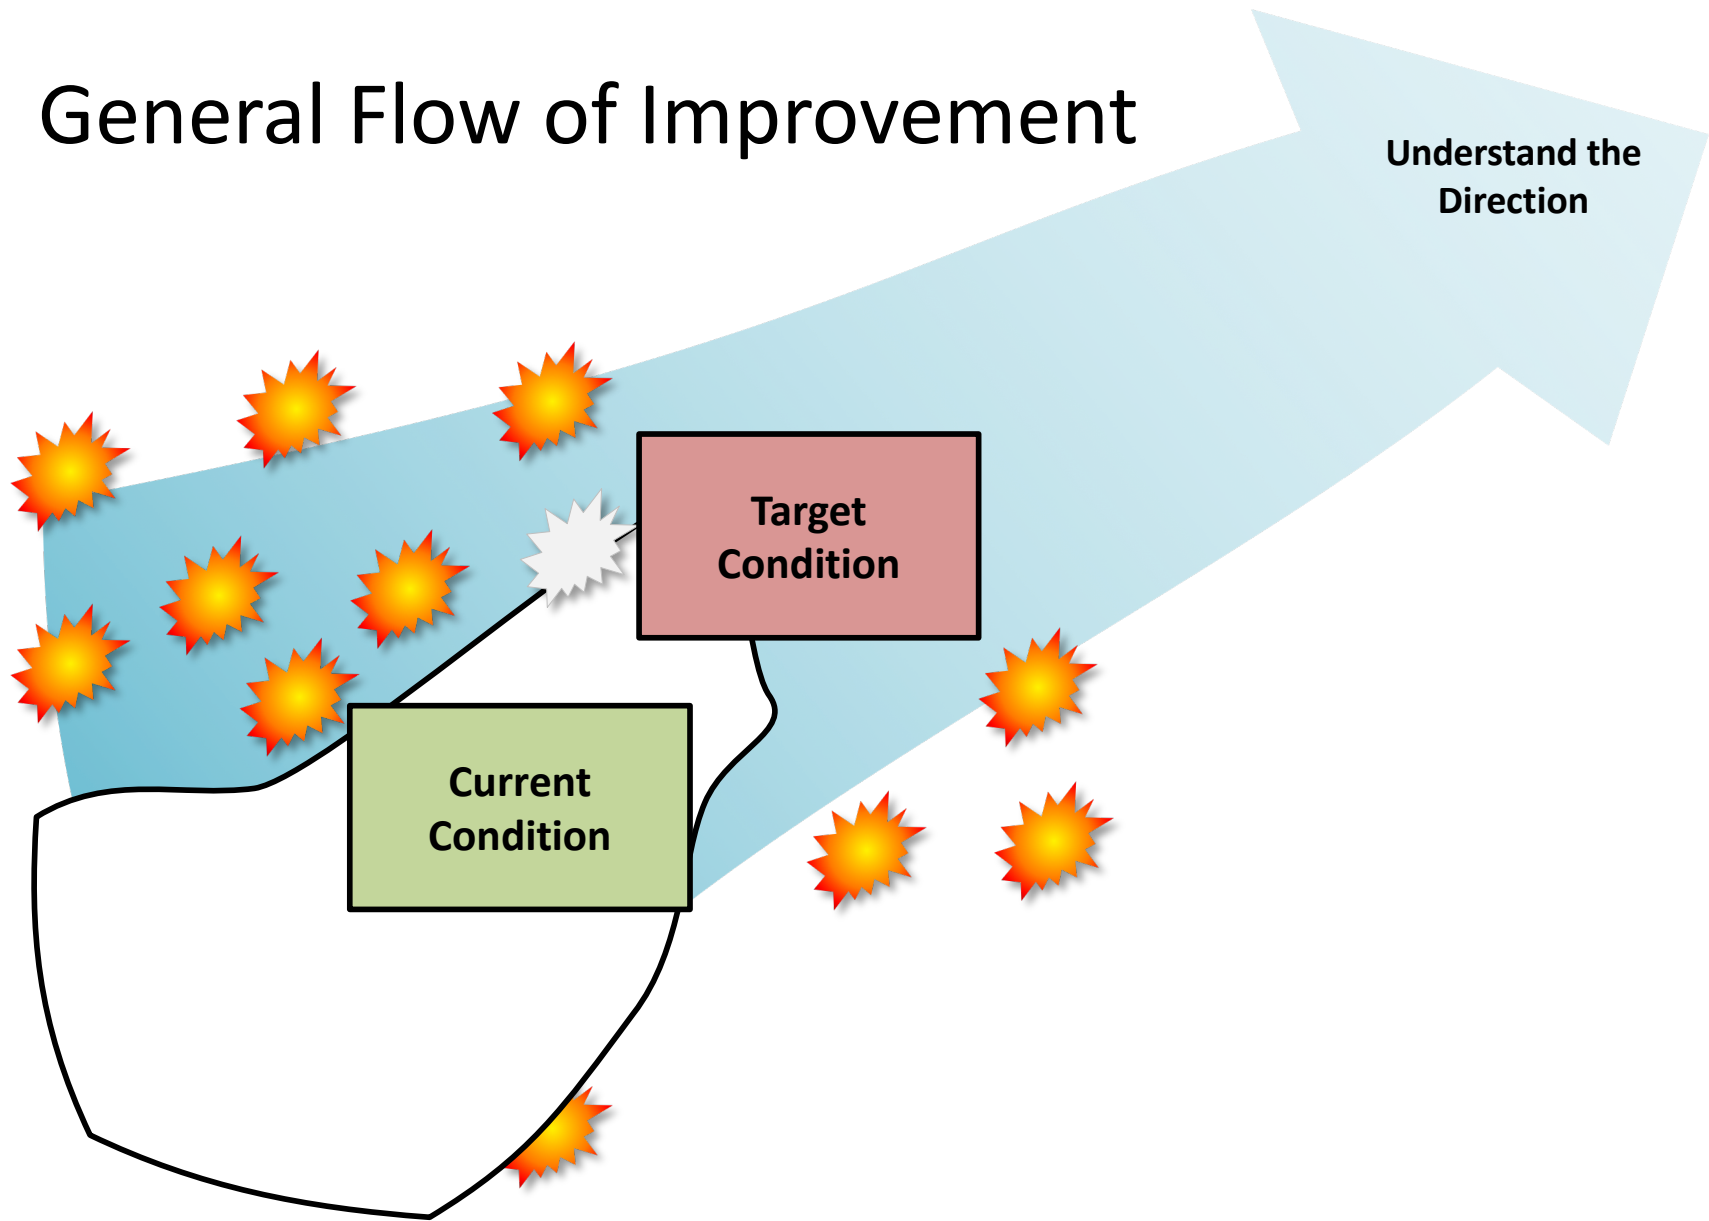 General Flow of Improvement
Understand the
Direction
Target
Condition
Current
Condition